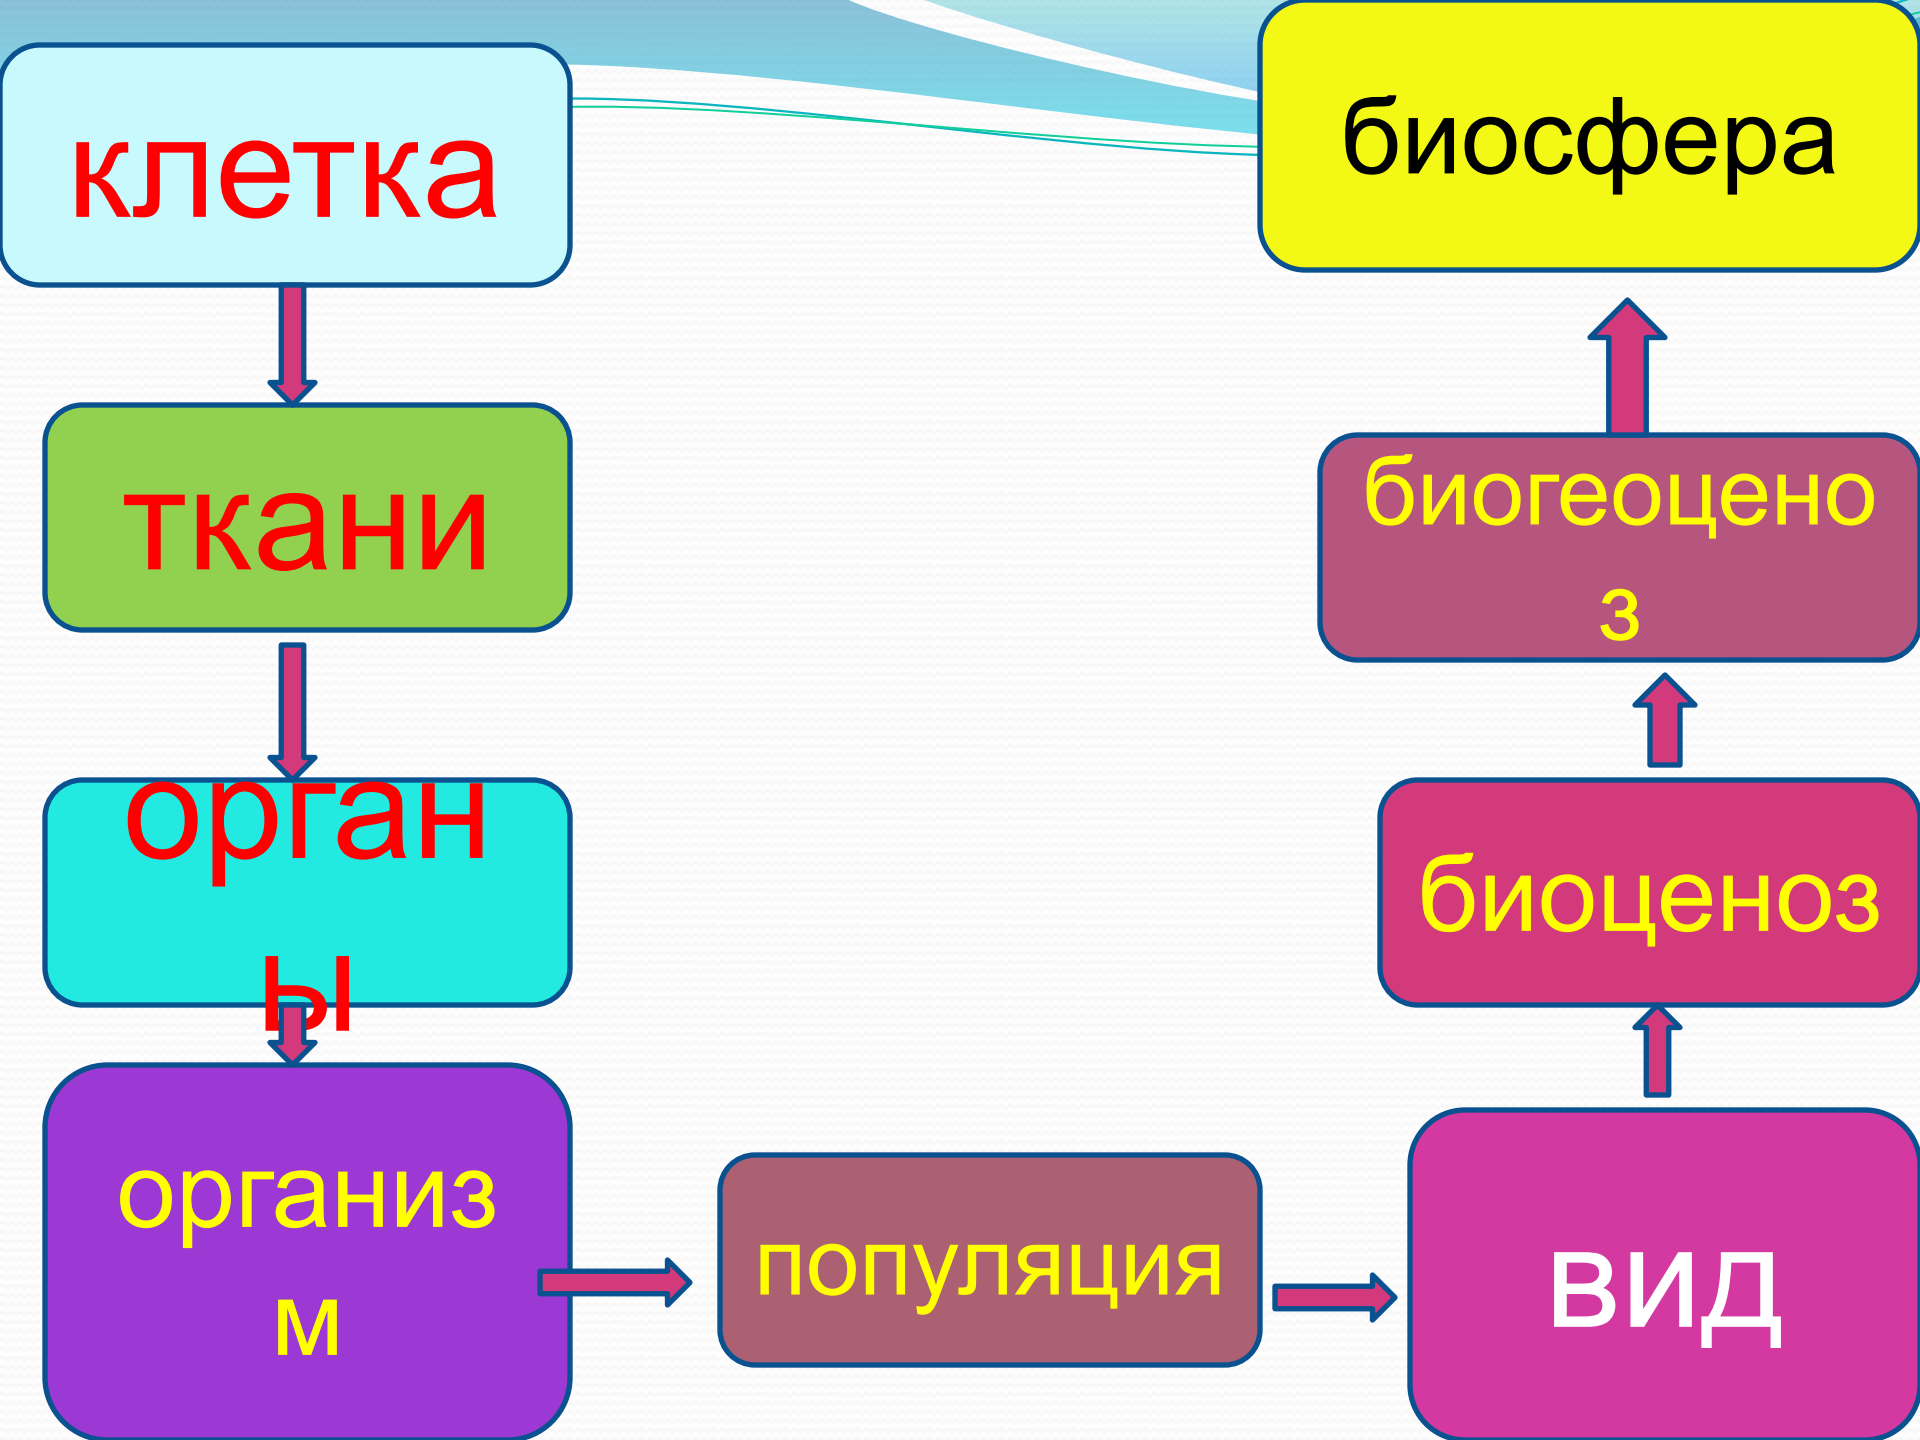 клетка
ткани
орган
ы
организ
м
популяция
вид
биоценоз
биогеоцено
з
биосфера